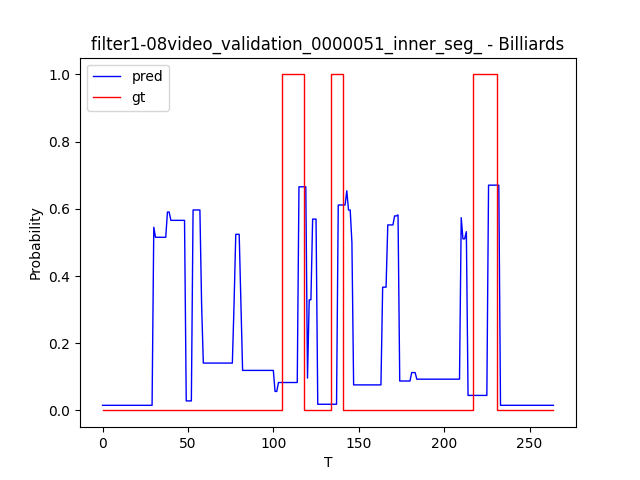 filter1-08video_validation_0000051_inner_seg_ - Billiards
pred
gt
1.0
0.8
0.6
0.4
0.2
0.0
Probability
0
50
100
150
200
250
T